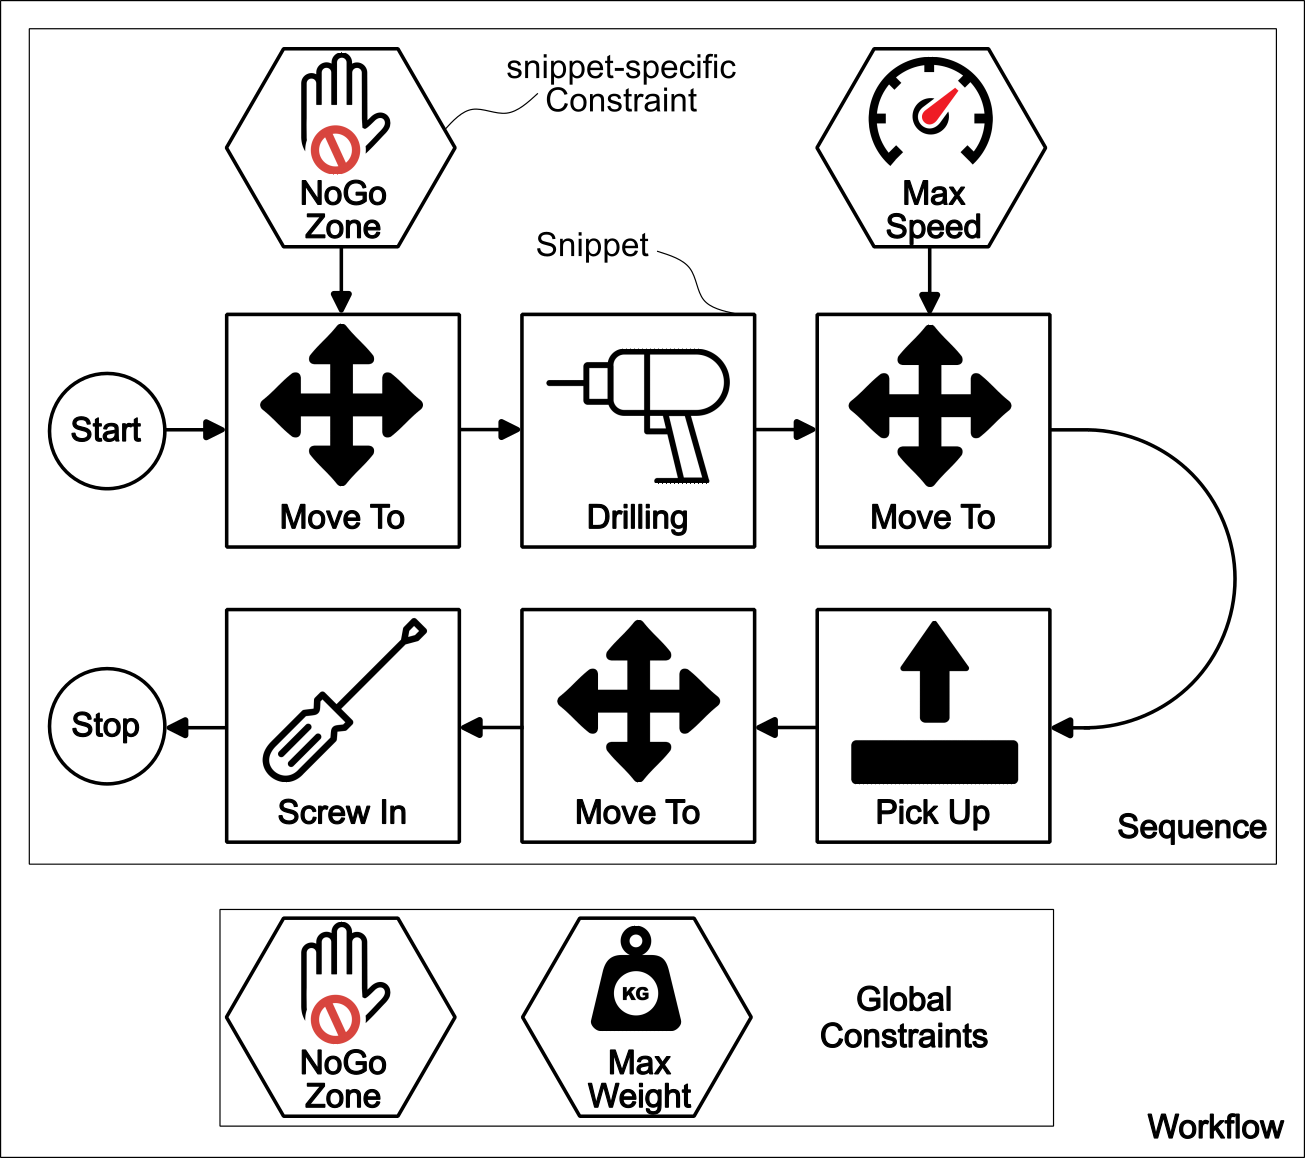 snippet-specific
Constraint
NoGo
Zone
Max
Speed
Snippet
Start
Move To
Drilling
Move To
Stop
Screw In
Move To
Pick Up
Sequence
NoGo
Zone
KG
Max
Weight
Global
Constraints
Workflow